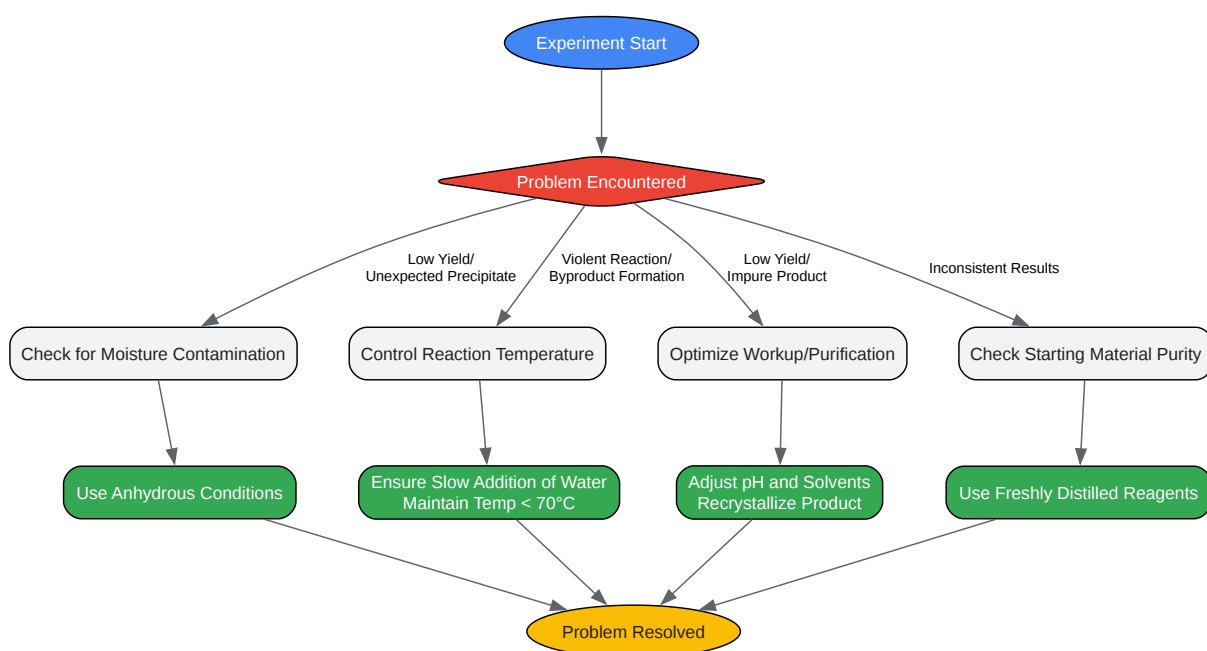 Experiment Start
Problem Encountered
Low Yield/
Unexpected Precipitate
Violent Reaction/
Byproduct Formation
Low Yield/
Impure Product
Inconsistent Results
Check for Moisture Contamination
Control Reaction Temperature
Optimize Workup/Purification
Check Starting Material Purity
Use Anhydrous Conditions
Ensure Slow Addition of Water
Maintain Temp < 70°C
Adjust pH and Solvents
Recrystallize Product
Use Freshly Distilled Reagents
Problem Resolved